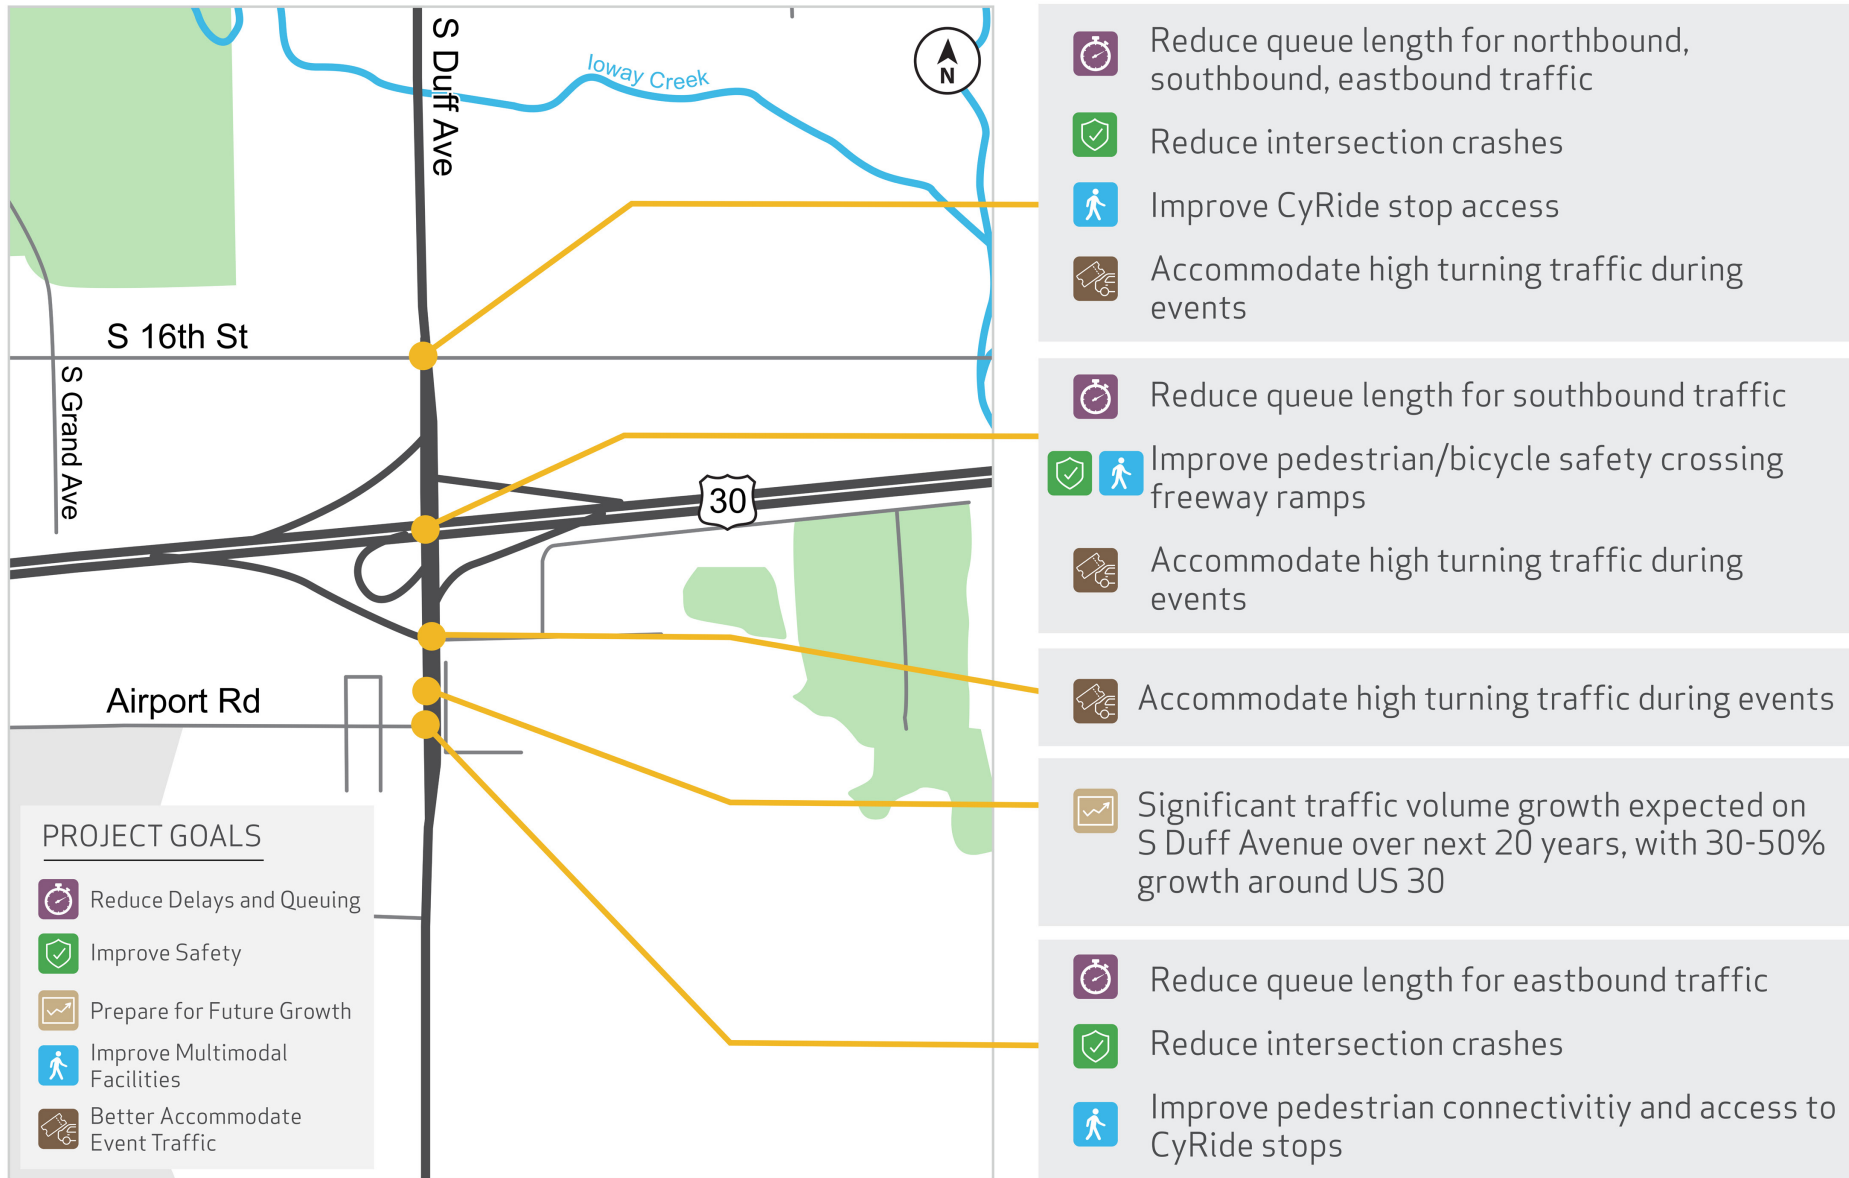 S Duff Ave
Ioway Creek
N
S 16th St
S Grand Ave
30
Airport Rd
PROJECT GOALS
Reduce Delays and Queuing
Improve Safety
Prepare for Future Growth
Improve Multimodal
Facilities
Better Accommodate
Event Traffic
Reduce queue length for northbound,
southbound, eastbound traffic
Reduce intersection crashes
Improve CyRide stop access
Accommodate high turning traffic during
events
Reduce queue length for southbound traffic
Improve pedestrian/bicycle safety crossing
freeway ramps
Accommodate high turning traffic during
events
Accommodate high turning traffic during events
Significant traffic volume growth expected on
S Duff Avenue over next 20 years, with 30-50%
growth around US 30
Reduce queue length for eastbound traffic
Reduce intersection crashes
Improve pedestrian connectivitiy and access to
CyRide stops